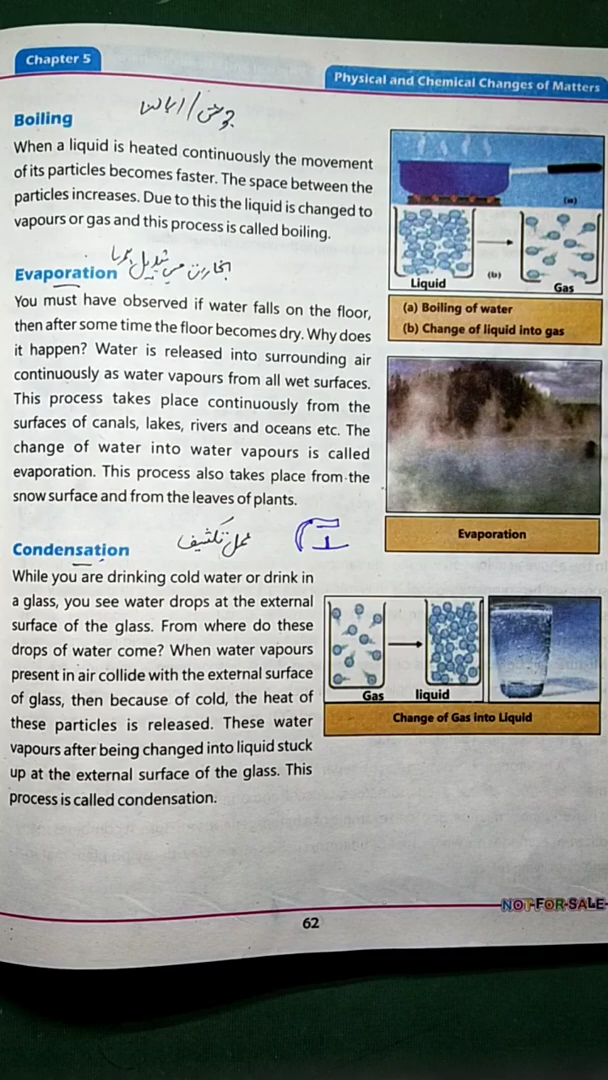 Chapter 5
Physical and Chemical Changes of Matters
Boiling
جوش / ابالنا
When a liquid is heated continuously the movement
of its particles becomes faster. The space between the
particles increases. Due to this the liquid is changed to
vapours or gas and this process is called boiling.
(a)
Liquid
(b)
Gas
(a) Boiling of water
(b) Change of liquid into gas
Evaporation
بخارات میں تبدیل ہونا
You must have observed if water falls on the floor,
then after some time the floor becomes dry. Why does
it happen? Water is released into surrounding air
continuously as water vapours from all wet surfaces.
This process takes place continuously from the
surfaces of canals, lakes, rivers and oceans etc. The
change of water into water vapours is called
evaporation. This process also takes place from the
snow surface and from the leaves of plants.
Evaporation
Condensation
عمل تکثیف
While you are drinking cold water or drink in
a glass, you see water drops at the external
surface of the glass. From where do these
drops of water come? When water vapours
present in air collide with the external surface
of glass, then because of cold, the heat of
these particles is released. These water
vapours after being changed into liquid stuck
up at the external surface of the glass. This
process is called condensation.
Gas
liquid
Change of Gas into Liquid
NOT FOR SALE
62